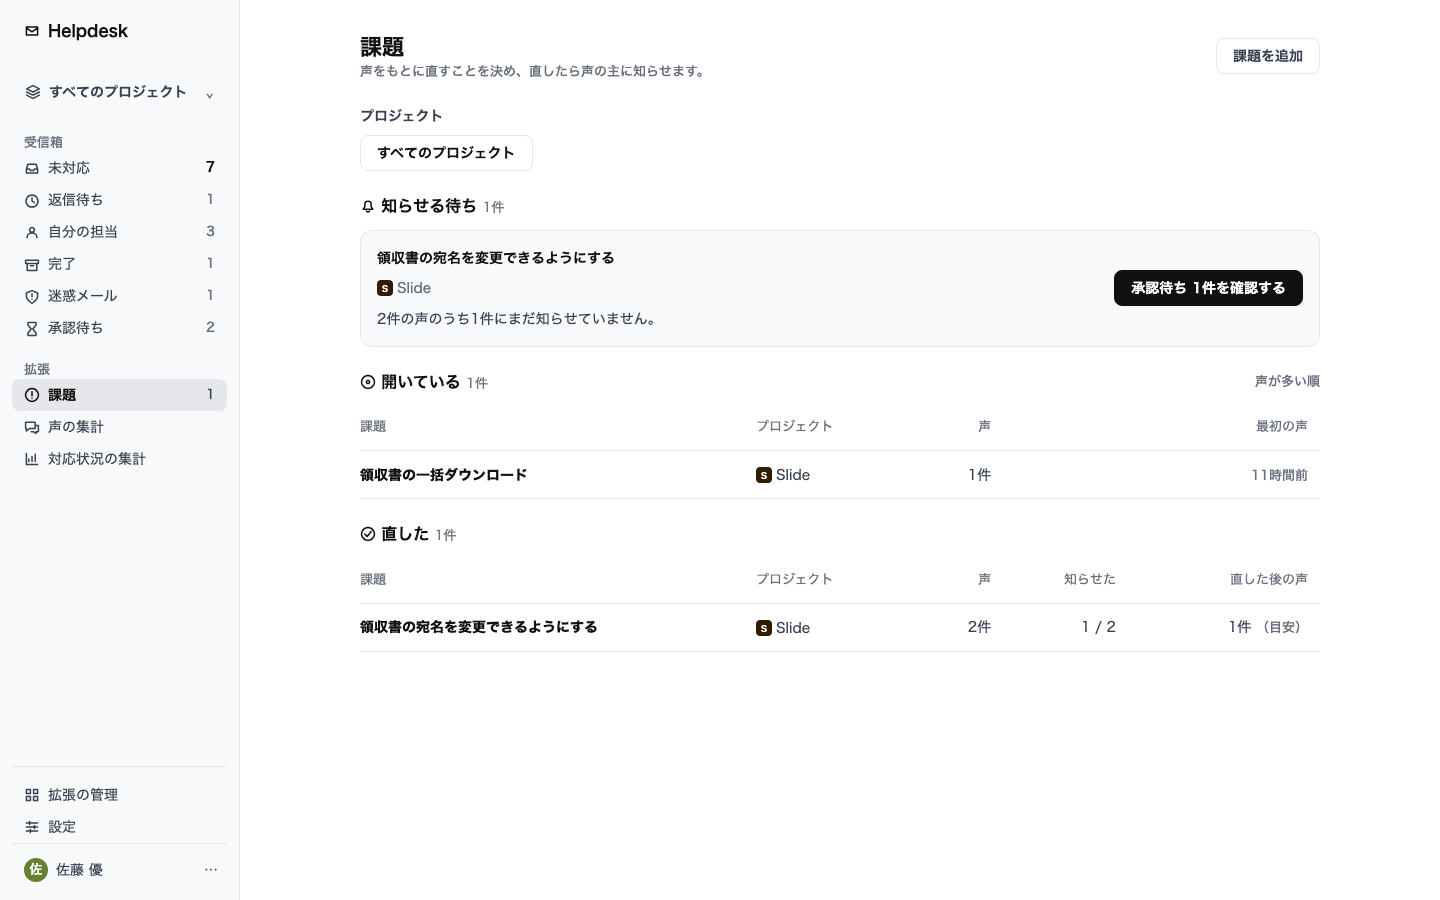 Helpdesk
すべてのプロジェクト
受信箱
未対応 7
返信待ち 1
自分の担当 3
完了 1
迷惑メール 1
承認待ち 2
拡張
課題 1
声の集計
対応状況の集計
拡張の管理
設定
佐 佐藤 優 …
課題
課題を追加
声をもとに直すことを決め、直したら声の主に知らせます。
プロジェクト
すべてのプロジェクト
知らせる待ち 1件
領収書の宛名を変更できるようにする
S Slide
承認待ち 1件を確認する
2件の声のうち1件にまだ知らせていません。
開いている 1件 声が多い順
課題 プロジェクト 声 最初の声
領収書の一括ダウンロード S Slide 1件 11時間前
直した 1件
課題 プロジェクト 声 知らせた 直した後の声
領収書の宛名を変更できるようにする S Slide 2件 1 / 2 1件 （目安）